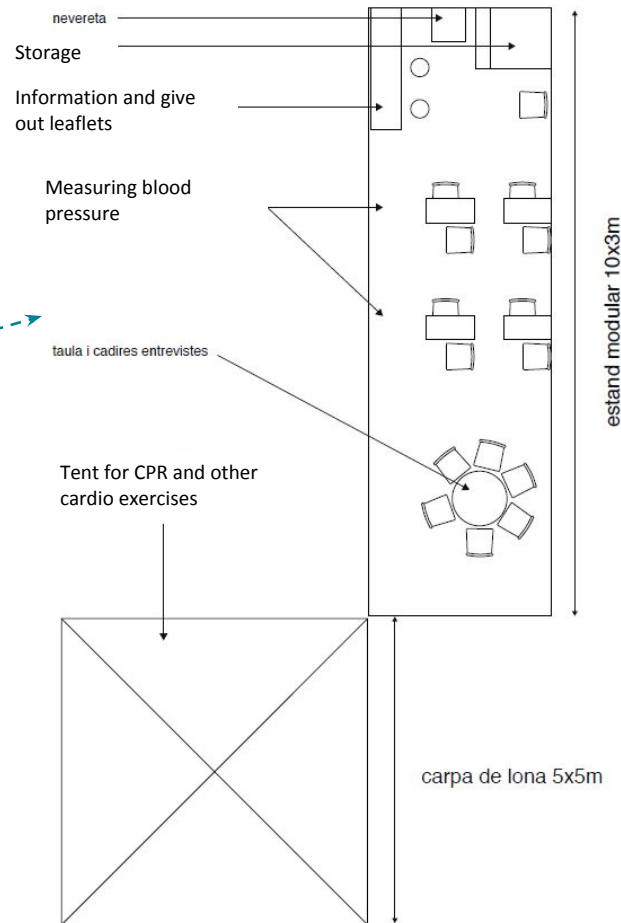 nevereta
Storage
Information and give
out leaflets
Measuring blood
pressure
estand modular 10x3m
taula i cadires entrevistes
Tent for CPR and other
cardio exercises
carpa de lona 5x5m